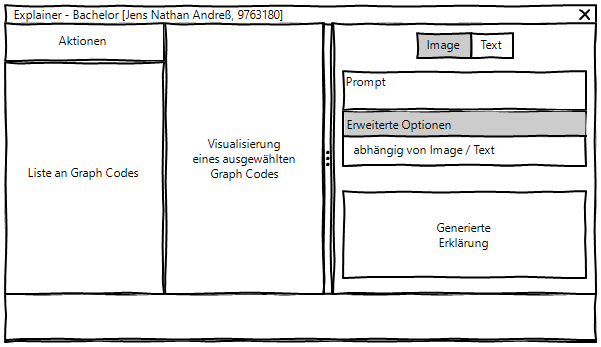 Explainer - Bachelor [Jens Nathan Andreß, 9763180]
Aktionen
Liste an Graph Codes
Visualisierung
eines ausgewählten
Graph Codes
Image
Text
Prompt
Erweiterte Optionen
abhängig von Image / Text
Generierte
Erklärung